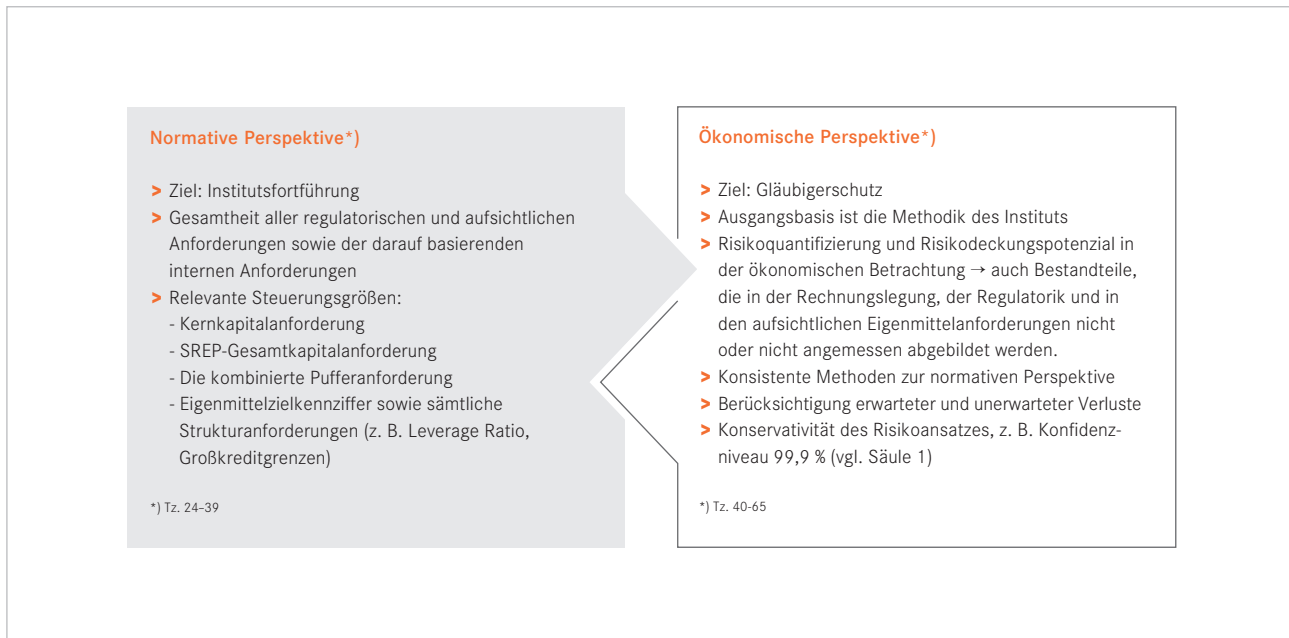 Normative Perspektive*)
> Ziel: Institutsfortführung
> Gesamtheit aller regulatorischen und aufsichtlichen
Anforderungen sowie der darauf basierenden
internen Anforderungen
> Relevante Steuerungsgrößen:
- Kernkapitalanforderung
- SREP-Gesamtkapitalanforderung
- Die kombinierte Pufferanforderung
- Eigenmittelzielkennziffer sowie sämtliche
Strukturanforderungen (z. B. Leverage Ratio,
Großkreditgrenzen)
*) Tz. 24–39
Ökonomische Perspektive*)
> Ziel: Gläubigerschutz
> Ausgangsbasis ist die Methodik des Instituts
> Risikoquantifizierung und Risikodeckungspotenzial in
der ökonomischen Betrachtung → auch Bestandteile,
die in der Rechnungslegung, der Regulatorik und in
den aufsichtlichen Eigenmittelanforderungen nicht
oder nicht angemessen abgebildet werden.
> Konsistente Methoden zur normativen Perspektive
> Berücksichtigung erwarteter und unerwarteter Verluste
> Konservativität des Risikoansatzes, z. B. Konfidenz-
niveau 99,9 % (vgl. Säule 1)
*) Tz. 40-65